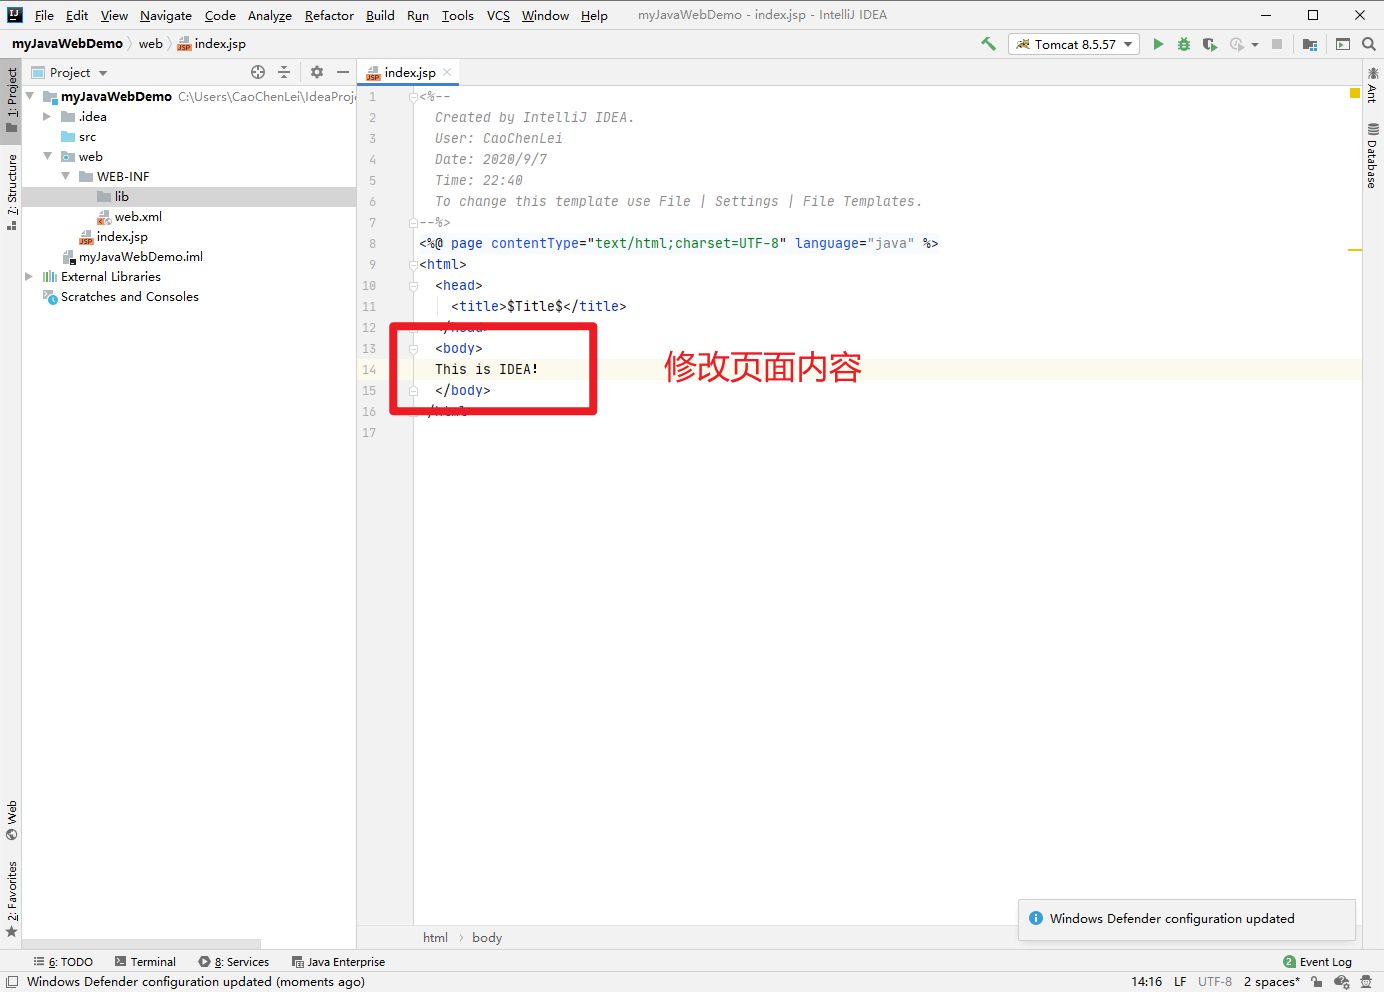 File Edit View Navigate Code Analyze Refactor Build Run Tools VCS Window Help myJavaWebDemo - index.jsp - IntelliJ IDEA
myJavaWebDemo web index.jsp Tomcat 8.5.57
Project
index.jsp
1: Project
7: Structure
Web
2: Favorites
myJavaWebDemo C:\Users\CaoChenLei\IdeaProj
.idea
src
web
WEB-INF
lib
web.xml
index.jsp
myJavaWebDemo.iml
External Libraries
Scratches and Consoles
1 <%--
2 Created by IntelliJ IDEA.
3 User: CaoChenLei
4 Date: 2020/9/7
5 Time: 22:40
6 To change this template use File | Settings | File Templates.
7 --%>
8 <%@ page contentType="text/html;charset=UTF-8" language="java" %>
9 <html>
10 <head>
11 <title>$Title$</title>
12 </head>
13 <body>
14 This is IDEA!
15 </body>
16 </html>
17
修改页面内容
Ant
Database
Windows Defender configuration updated
html › body
6: TODO Terminal 8: Services Java Enterprise 2 Event Log
Windows Defender configuration updated (moments ago) 14:16 LF UTF-8 2 spaces*